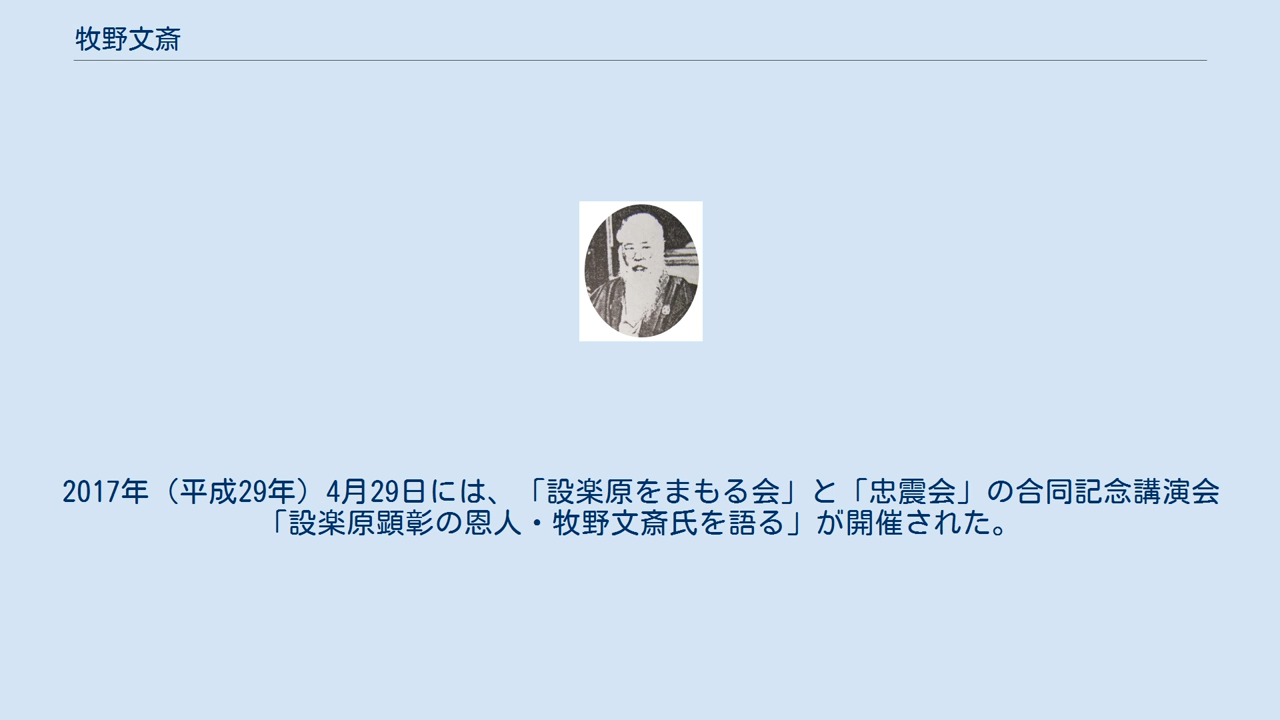 牧野文斎
2017年（平成29年）4月29日には、「設楽原をまもる会」と「忠震会」の合同記念講演会
「設楽原顕彰の恩人・牧野文斎氏を語る」が開催された。